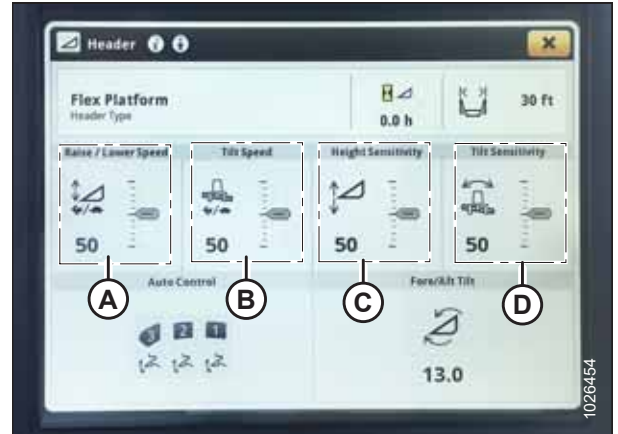 Header
Flex Platform
Header Type
0.0 h
30 ft
Raise / Lower Speed
Tilt Speed
Height Sensitivity
Tilt Sensitivity
50
50
50
50
A
B
C
D
Auto Control
Fore/Aft Tilt
3 2 1
13.0
1026454